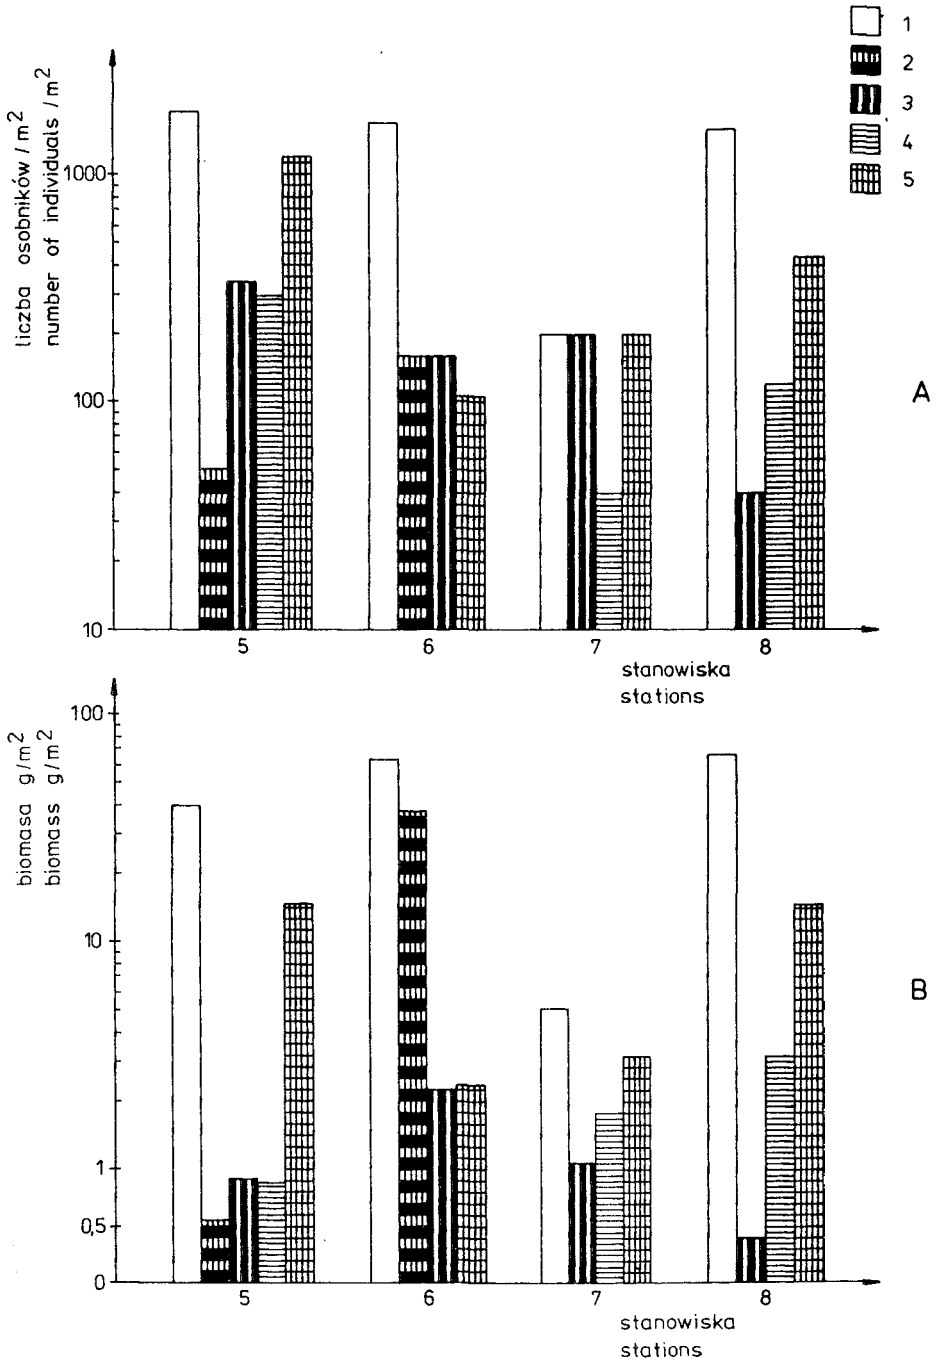 1
2
3
4
5
liczba osobników/m²
number of individuals/m²
1000
100
10
5
6
7
8
stanowiska
stations
A
biomasa g/m²
biomass g/m²
100
10
1
0,5
0
5
6
7
8
stanowiska
stations
B